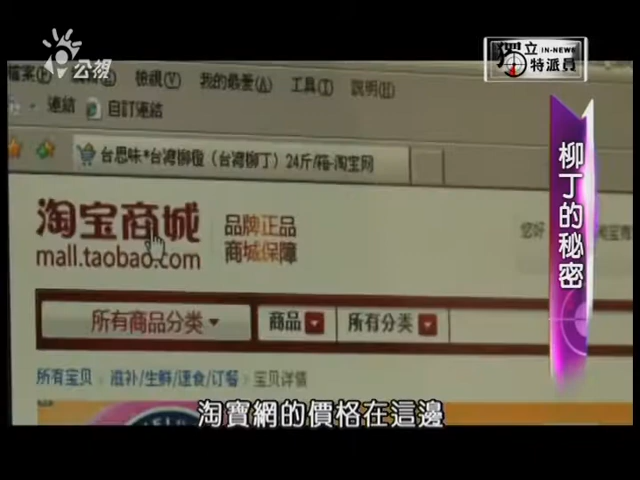 公視
獨立
IN-NEWS
特派員
檔案(F) 檢視(V) 我的最愛(A) 工具(T) 說明(H)
連結 自訂連結
台思味*台湾柳橙（台湾柳丁）24斤/箱-淘宝网
淘宝商城
mall.taobao.com
品牌正品
商城保障
您好
所有商品分类
商品
所有分类
所有宝贝 > 滋补/生鲜/速食/订餐 > 宝贝详情
柳丁的秘密
淘寶網的價格在這邊